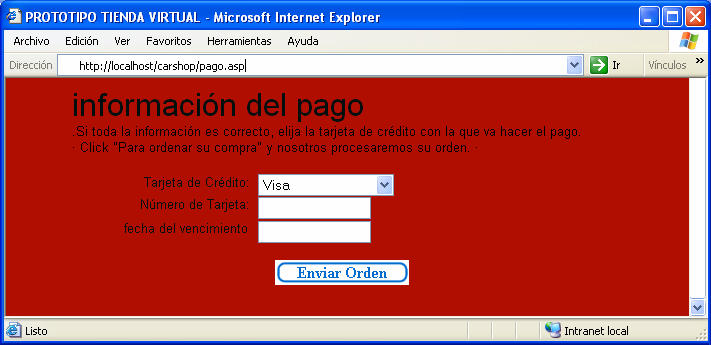 PROTOTIPO TIENDA VIRTUAL - Microsoft Internet Explorer
Archivo Edición Ver Favoritos Herramientas Ayuda
Dirección http://localhost/carshop/pago.asp Ir Vínculos »
información del pago
.Si toda la información es correcto, elija la tarjeta de crédito con la que va hacer el pago.
· Click "Para ordenar su compra" y nosotros procesaremos su orden. ·
Tarjeta de Crédito: Visa
Número de Tarjeta:
fecha del vencimiento
Enviar Orden
Listo Intranet local